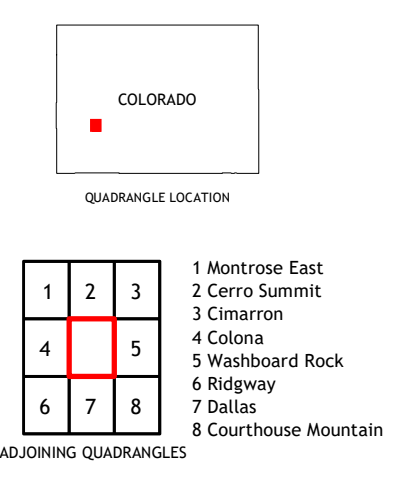 COLORADO
QUADRANGLE LOCATION
1 2 3
4 5
6 7 8
ADJOINING QUADRANGLES
1 Montrose East
2 Cerro Summit
3 Cimarron
4 Colona
5 Washboard Rock
6 Ridgway
7 Dallas
8 Courthouse Mountain